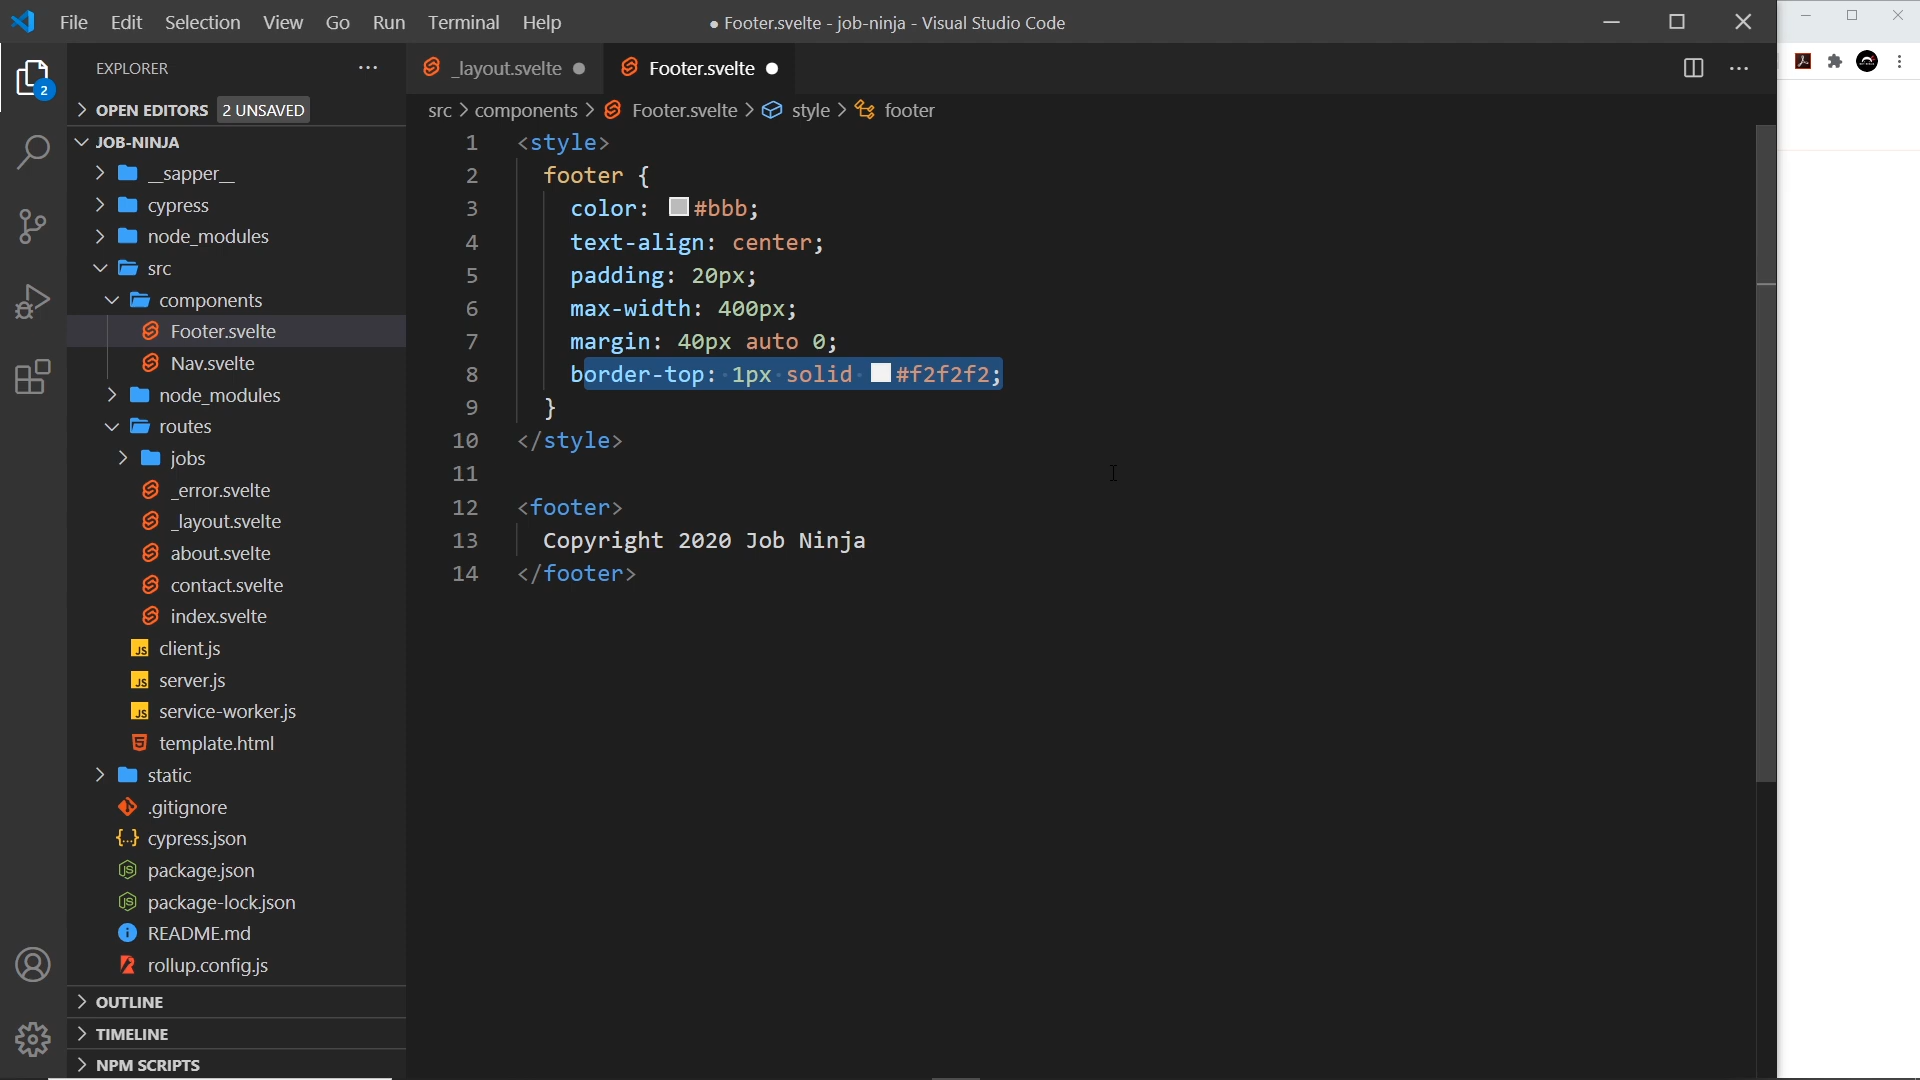 File Edit Selection View Go Run Terminal Help
● Footer.svelte - job-ninja - Visual Studio Code
EXPLORER
_layout.svelte
Footer.svelte
OPEN EDITORS 2 UNSAVED
src > components > Footer.svelte > style > footer
2
JOB-NINJA
__sapper__
cypress
node_modules
src
components
Footer.svelte
Nav.svelte
node_modules
routes
jobs
_error.svelte
_layout.svelte
about.svelte
contact.svelte
index.svelte
JS client.js
JS server.js
JS service-worker.js
template.html
static
.gitignore
{..} cypress.json
package.json
package-lock.json
README.md
rollup.config.js
OUTLINE
TIMELINE
NPM SCRIPTS
1 <style>
2 footer {
3 color: #bbb;
4 text-align: center;
5 padding: 20px;
6 max-width: 400px;
7 margin: 40px auto 0;
8 border-top: 1px solid #f2f2f2;
9 }
10 </style>
11
12 <footer>
13 Copyright 2020 Job Ninja
14 </footer>